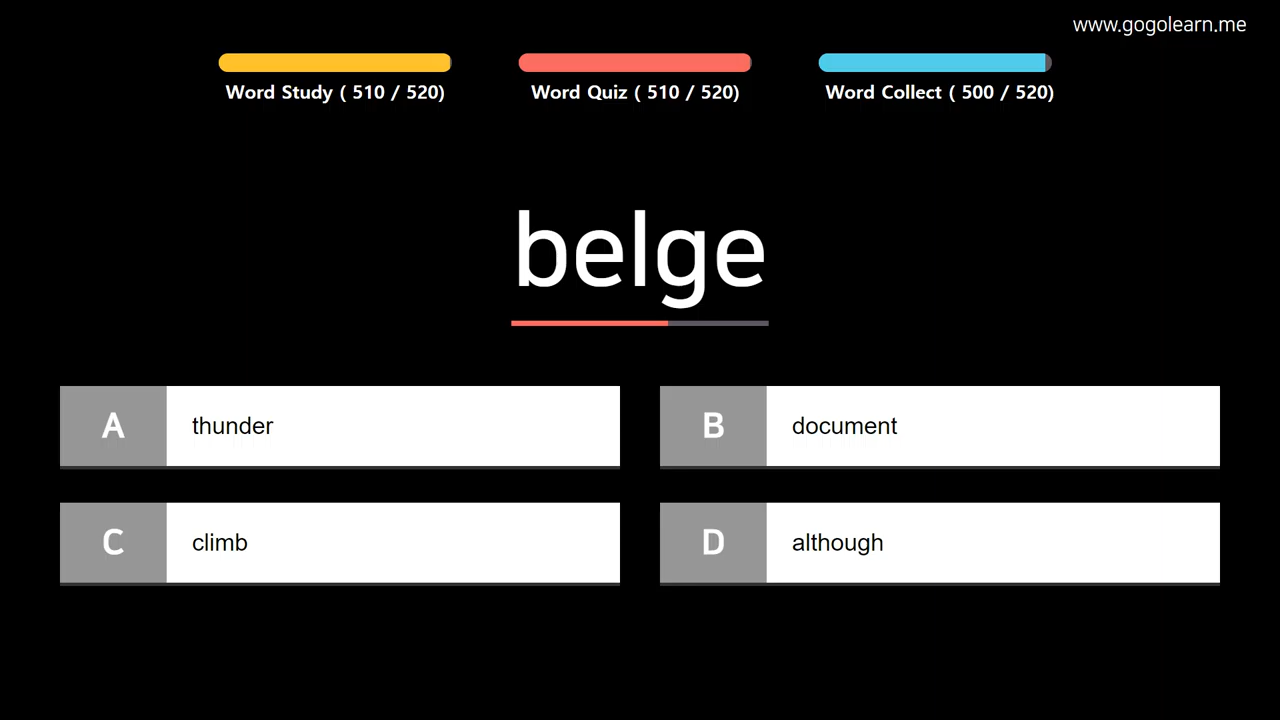 www.gogolearn.me
Word Study ( 510 / 520)
Word Quiz ( 510 / 520)
Word Collect ( 500 / 520)
belge
A thunder
B document
C climb
D although